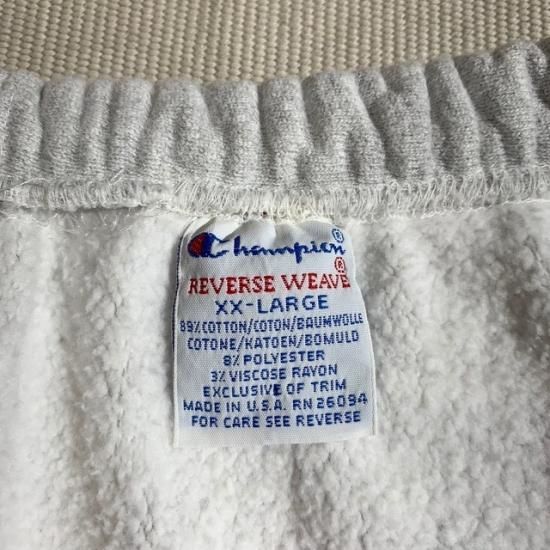 Champion®
REVERSE WEAVE®
XX-LARGE
89% COTTON/COTON/BAUMWOLLE
COTONE/KATOEN/BOMULD
8% POLYESTER
3% VISCOSE RAYON
EXCLUSIVE OF TRIM
MADE IN U.S.A. RN 26094
FOR CARE SEE REVERSE